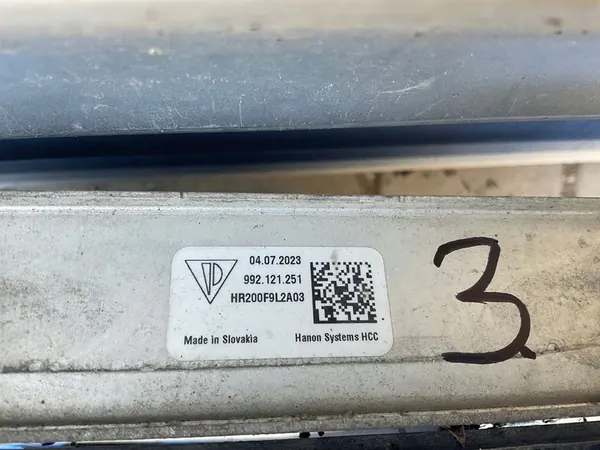 04.07.2023
992.121.251
HR200F9L2A03
Made in Slovakia Hanon Systems HCC
3